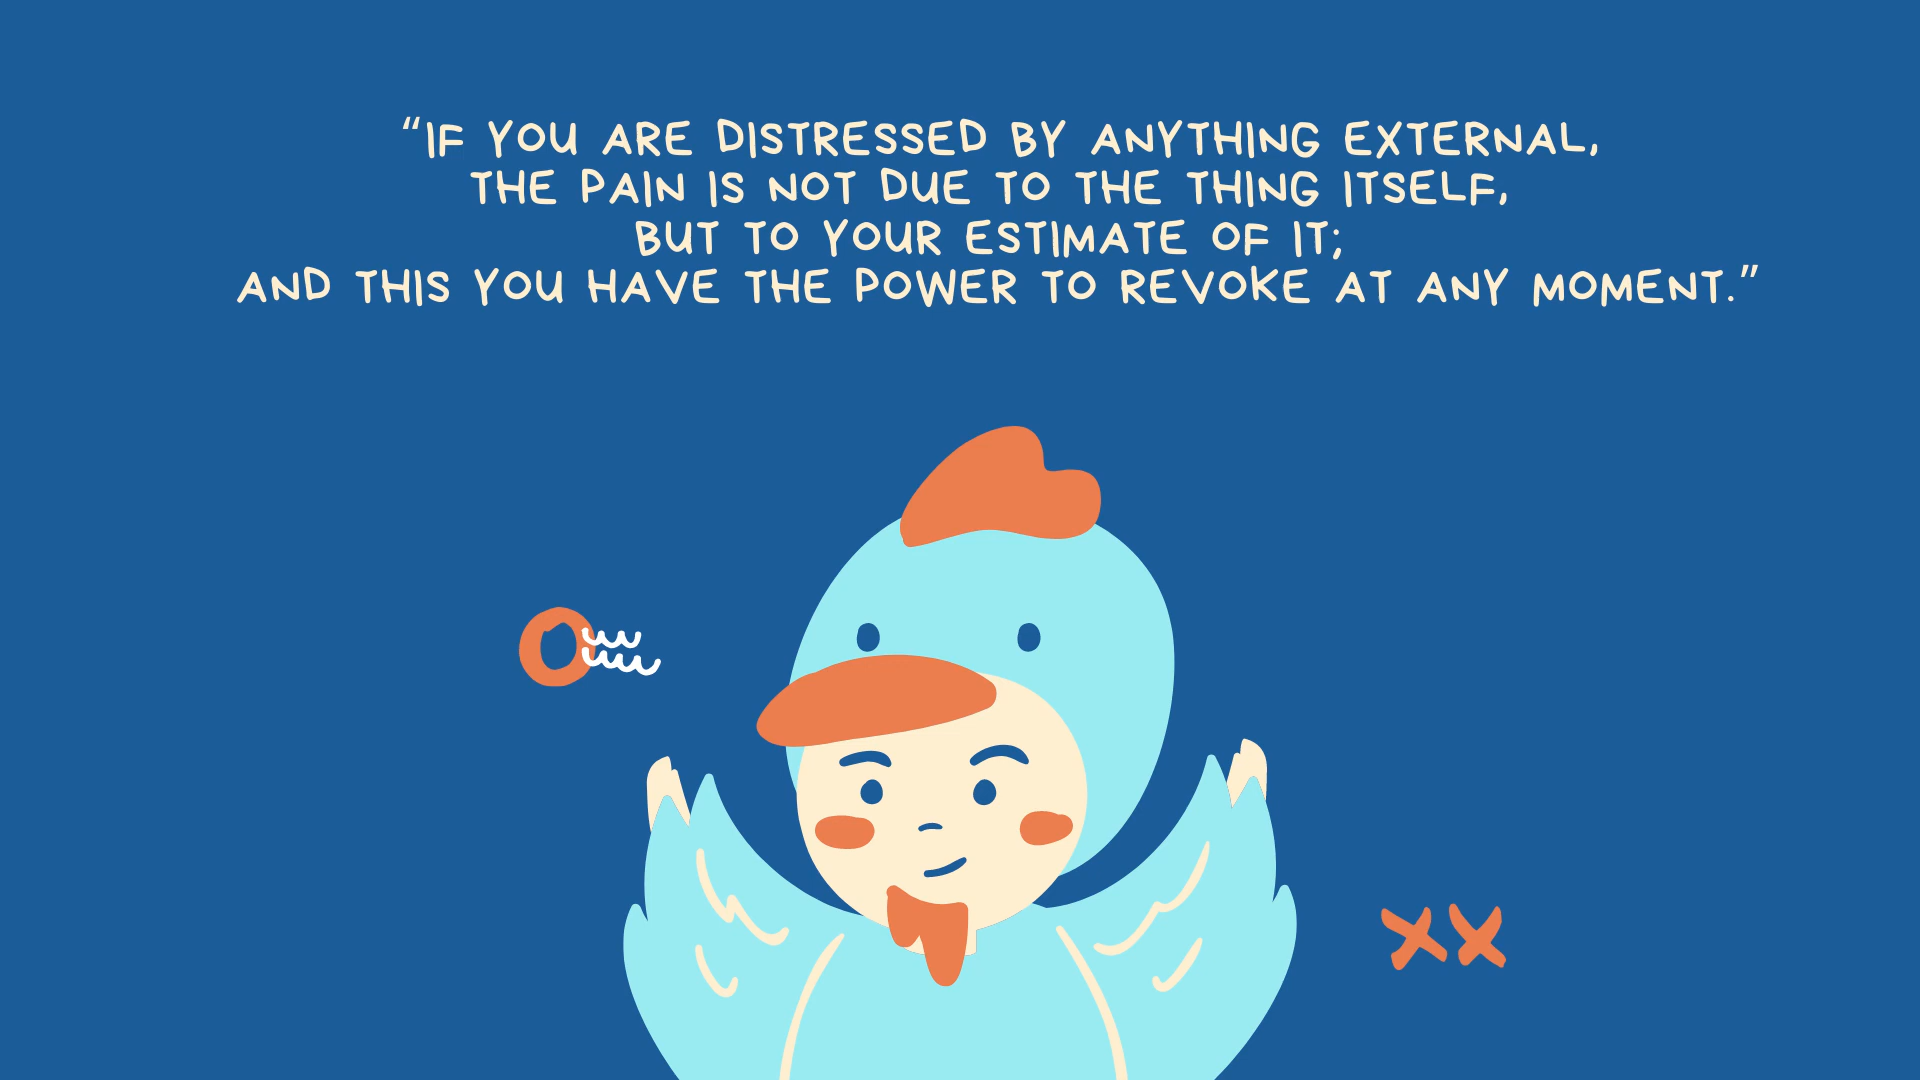 “IF YOU ARE DISTRESSED BY ANYTHING EXTERNAL,
THE PAIN IS NOT DUE TO THE THING ITSELF,
BUT TO YOUR ESTIMATE OF IT;
AND THIS YOU HAVE THE POWER TO REVOKE AT ANY MOMENT.”